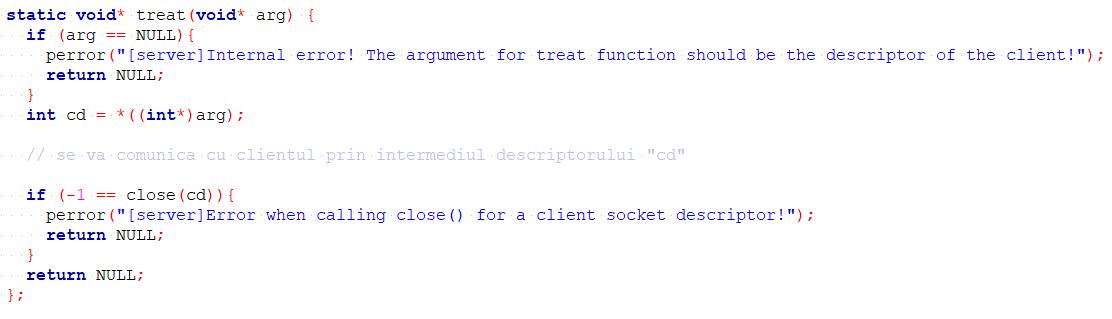 static void* treat(void* arg) {
  if (arg == NULL){
    perror("[server]Internal error! The argument for treat function should be the descriptor of the client!");
    return NULL;
  }
  int cd = *((int*)arg);

  // se va comunica cu clientul prin intermediul descriptorului "cd"

  if (-1 == close(cd)){
    perror("[server]Error when calling close() for a client socket descriptor!");
    return NULL;
  }
  return NULL;
};